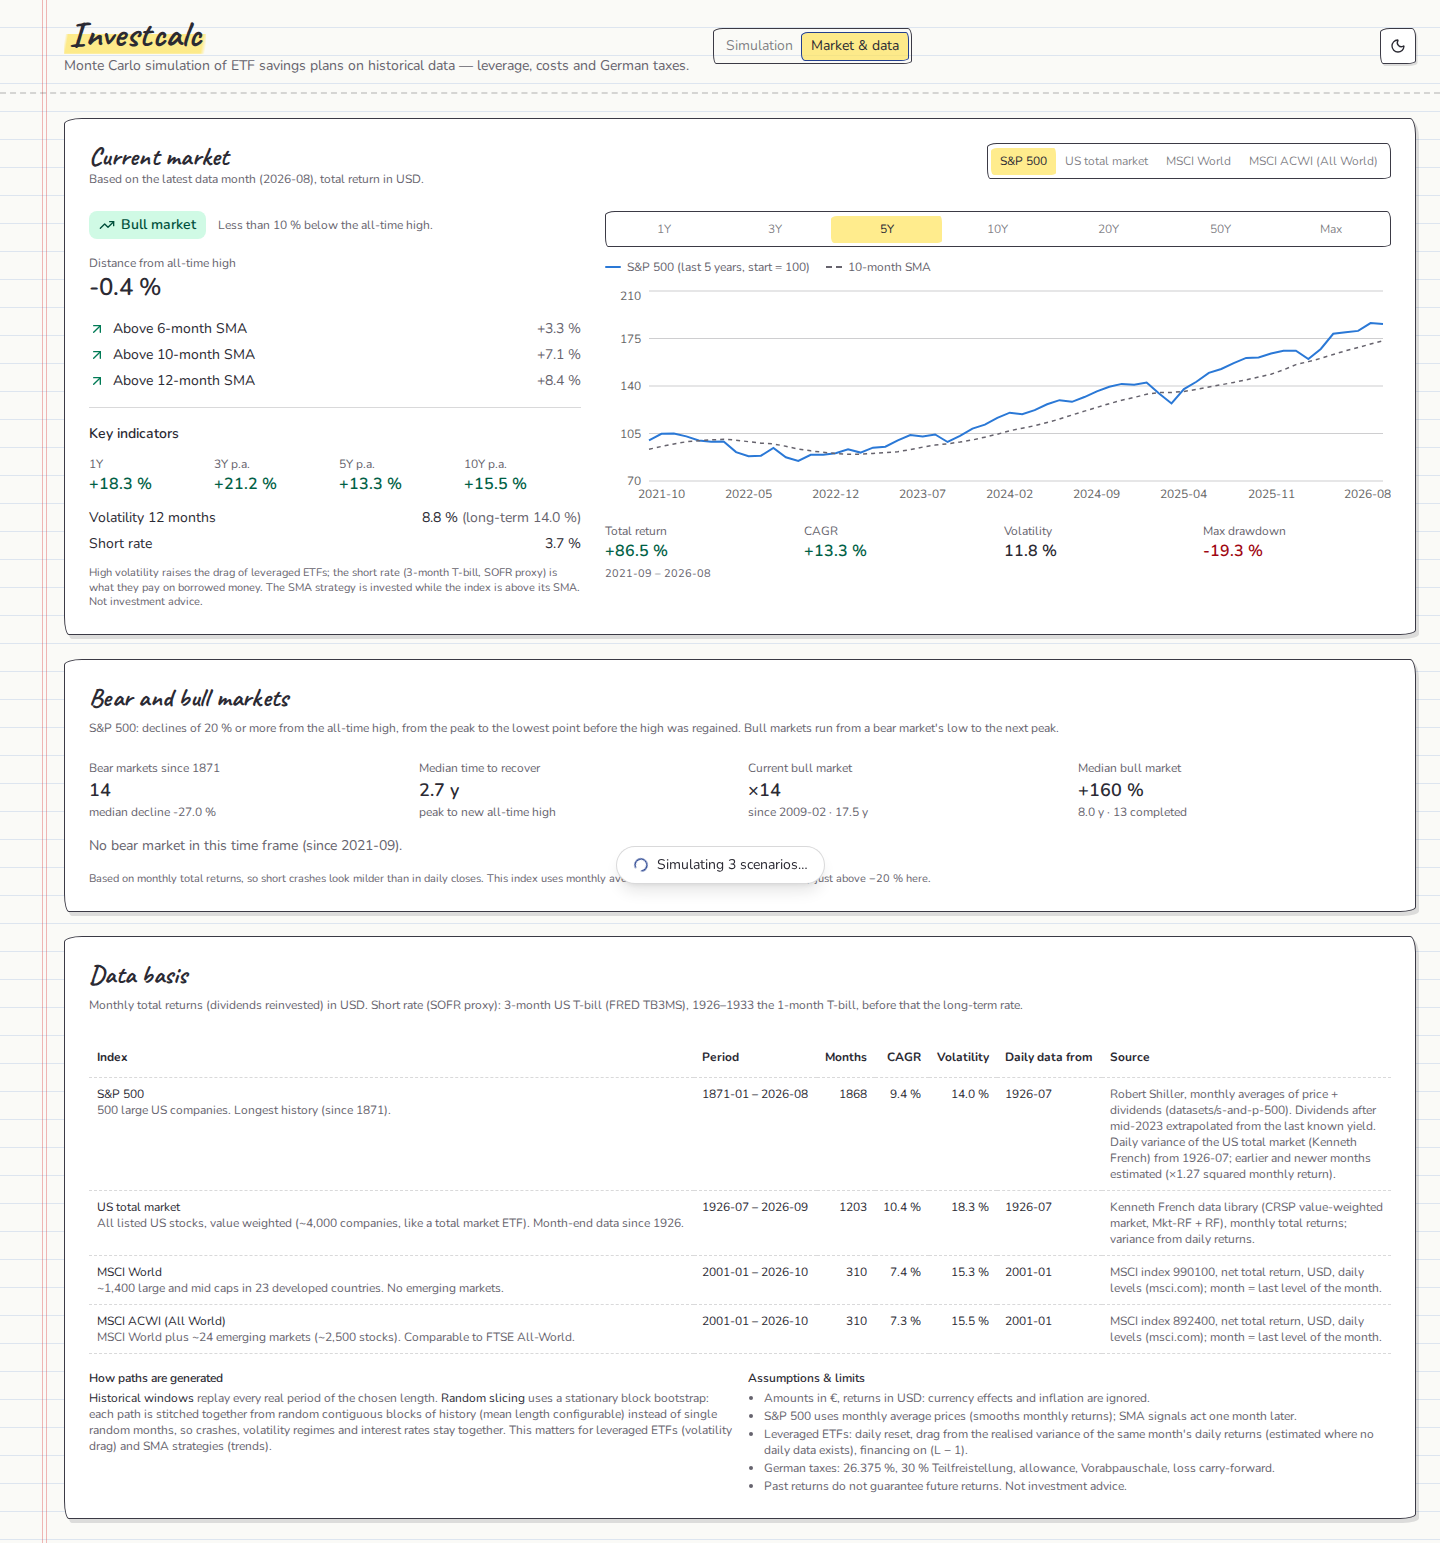 Investcalc
Monte Carlo simulation of ETF savings plans on historical data — leverage, costs and German taxes.
Simulation Market & data
Current market
Based on the latest data month (2026-08), total return in USD.
S&P 500 US total market MSCI World MSCI ACWI (All World)
Bull market Less than 10 % below the all-time high.
Distance from all-time high
-0.4 %
Above 6-month SMA +3.3 %
Above 10-month SMA +7.1 %
Above 12-month SMA +8.4 %
Key indicators
1Y 3Y p.a. 5Y p.a. 10Y p.a.
+18.3 % +21.2 % +13.3 % +15.5 %
Volatility 12 months 8.8 % (long-term 14.0 %)
Short rate 3.7 %
High volatility raises the drag of leveraged ETFs; the short rate (3-month T-bill, SOFR proxy) is
what they pay on borrowed money. The SMA strategy is invested while the index is above its SMA.
Not investment advice.
1Y 3Y 5Y 10Y 20Y 50Y Max
S&P 500 (last 5 years, start = 100) 10-month SMA
210
175
140
105
70
2021-10 2022-05 2022-12 2023-07 2024-02 2024-09 2025-04 2025-11 2026-08
Total return CAGR Volatility Max drawdown
+86.5 % +13.3 % 11.8 % -19.3 %
2021-09 – 2026-08
Bear and bull markets
S&P 500: declines of 20 % or more from the all-time high, from the peak to the lowest point before the high was regained. Bull markets run from a bear market's low to the next peak.
Bear markets since 1871 Median time to recover Current bull market Median bull market
14 2.7 y ×14 +160 %
median decline -27.0 % peak to new all-time high since 2009-02 · 17.5 y 8.0 y · 13 completed
No bear market in this time frame (since 2021-09).
Simulating 3 scenarios...
Based on monthly total returns, so short crashes look milder than in daily closes. This index uses monthly just above −20 % here.
Data basis
Monthly total returns (dividends reinvested) in USD. Short rate (SOFR proxy): 3-month US T-bill (FRED TB3MS), 1926–1933 the 1-month T-bill, before that the long-term rate.
Index Period Months CAGR Volatility Daily data from Source
S&P 500 1871-01 – 2026-08 1868 9.4 % 14.0 % 1926-07
500 large US companies. Longest history (since 1871).
Robert Shiller, monthly averages of price +
dividends (datasets/s-and-p-500). Dividends after
mid-2023 extrapolated from the last known yield.
Daily variance of the US total market (Kenneth
French) from 1926-07; earlier and newer months
estimated (×1.27 squared monthly return).
US total market 1926-07 – 2026-09 1203 10.4 % 18.3 % 1926-07
All listed US stocks, value weighted (~4,000 companies, like a total market ETF). Month-end data since 1926.
Kenneth French data library (CRSP value-weighted
market, Mkt-RF + RF), monthly total returns;
variance from daily returns.
MSCI World 2001-01 – 2026-10 310 7.4 % 15.3 % 2001-01
~1,400 large and mid caps in 23 developed countries. No emerging markets.
MSCI index 990100, net total return, USD, daily
levels (msci.com); month = last level of the month.
MSCI ACWI (All World) 2001-01 – 2026-10 310 7.3 % 15.5 % 2001-01
MSCI World plus ~24 emerging markets (~2,500 stocks). Comparable to FTSE All-World.
MSCI index 892400, net total return, USD, daily
levels (msci.com); month = last level of the month.
How paths are generated
Historical windows replay every real period of the chosen length. Random slicing uses a stationary block bootstrap:
each path is stitched together from random contiguous blocks of history (mean length configurable) instead of single
random months, so crashes, volatility regimes and interest rates stay together. This matters for leveraged ETFs (volatility
drag) and SMA strategies (trends).
Assumptions & limits
• Amounts in €, returns in USD: currency effects and inflation are ignored.
• S&P 500 uses monthly average prices (smooths monthly returns); SMA signals act one month later.
• Leveraged ETFs: daily reset, drag from the realised variance of the same month's daily returns (estimated where no
daily data exists), financing on (L − 1).
• German taxes: 26.375 %, 30 % Teilfreistellung, allowance, Vorabpauschale, loss carry-forward.
• Past returns do not guarantee future returns. Not investment advice.